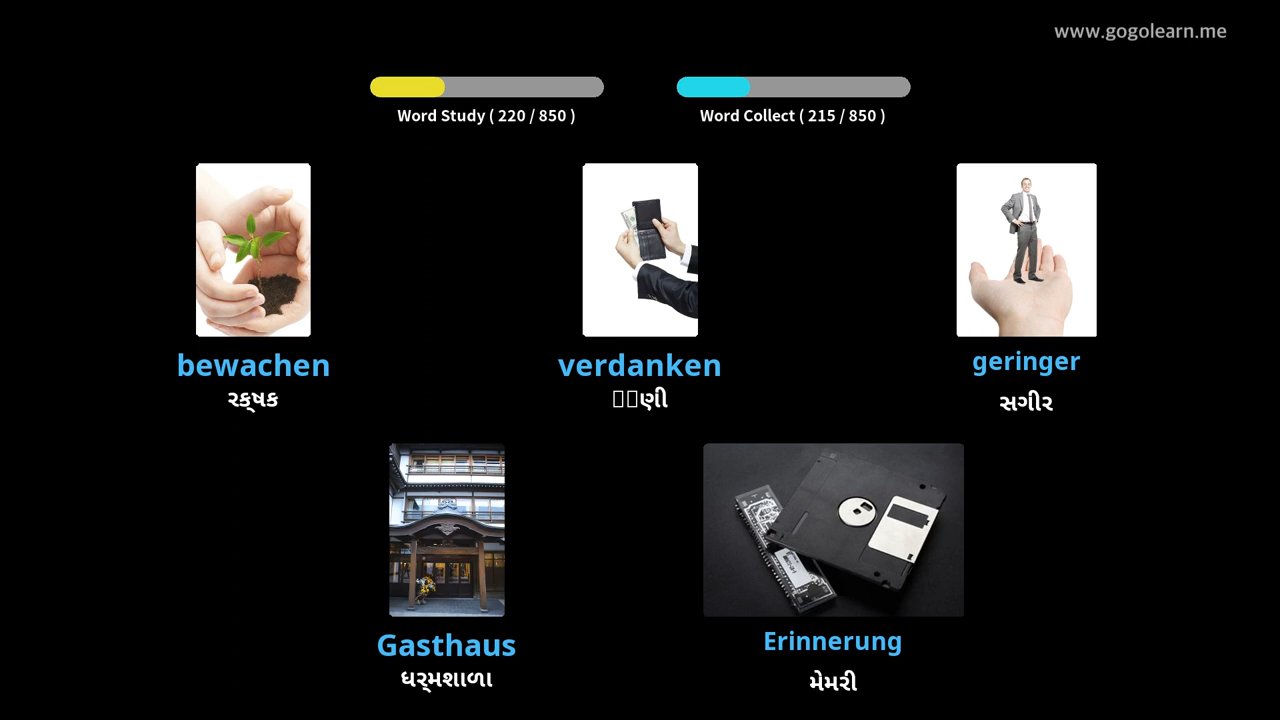 www.gogolearn.me
Word Study ( 220 / 850 )
Word Collect ( 215 / 850 )
bewachen
verdanken
geringer
રક્ષક
સગીર
Gasthaus
Erinnerung
ધર્મશાળા
મેમરી